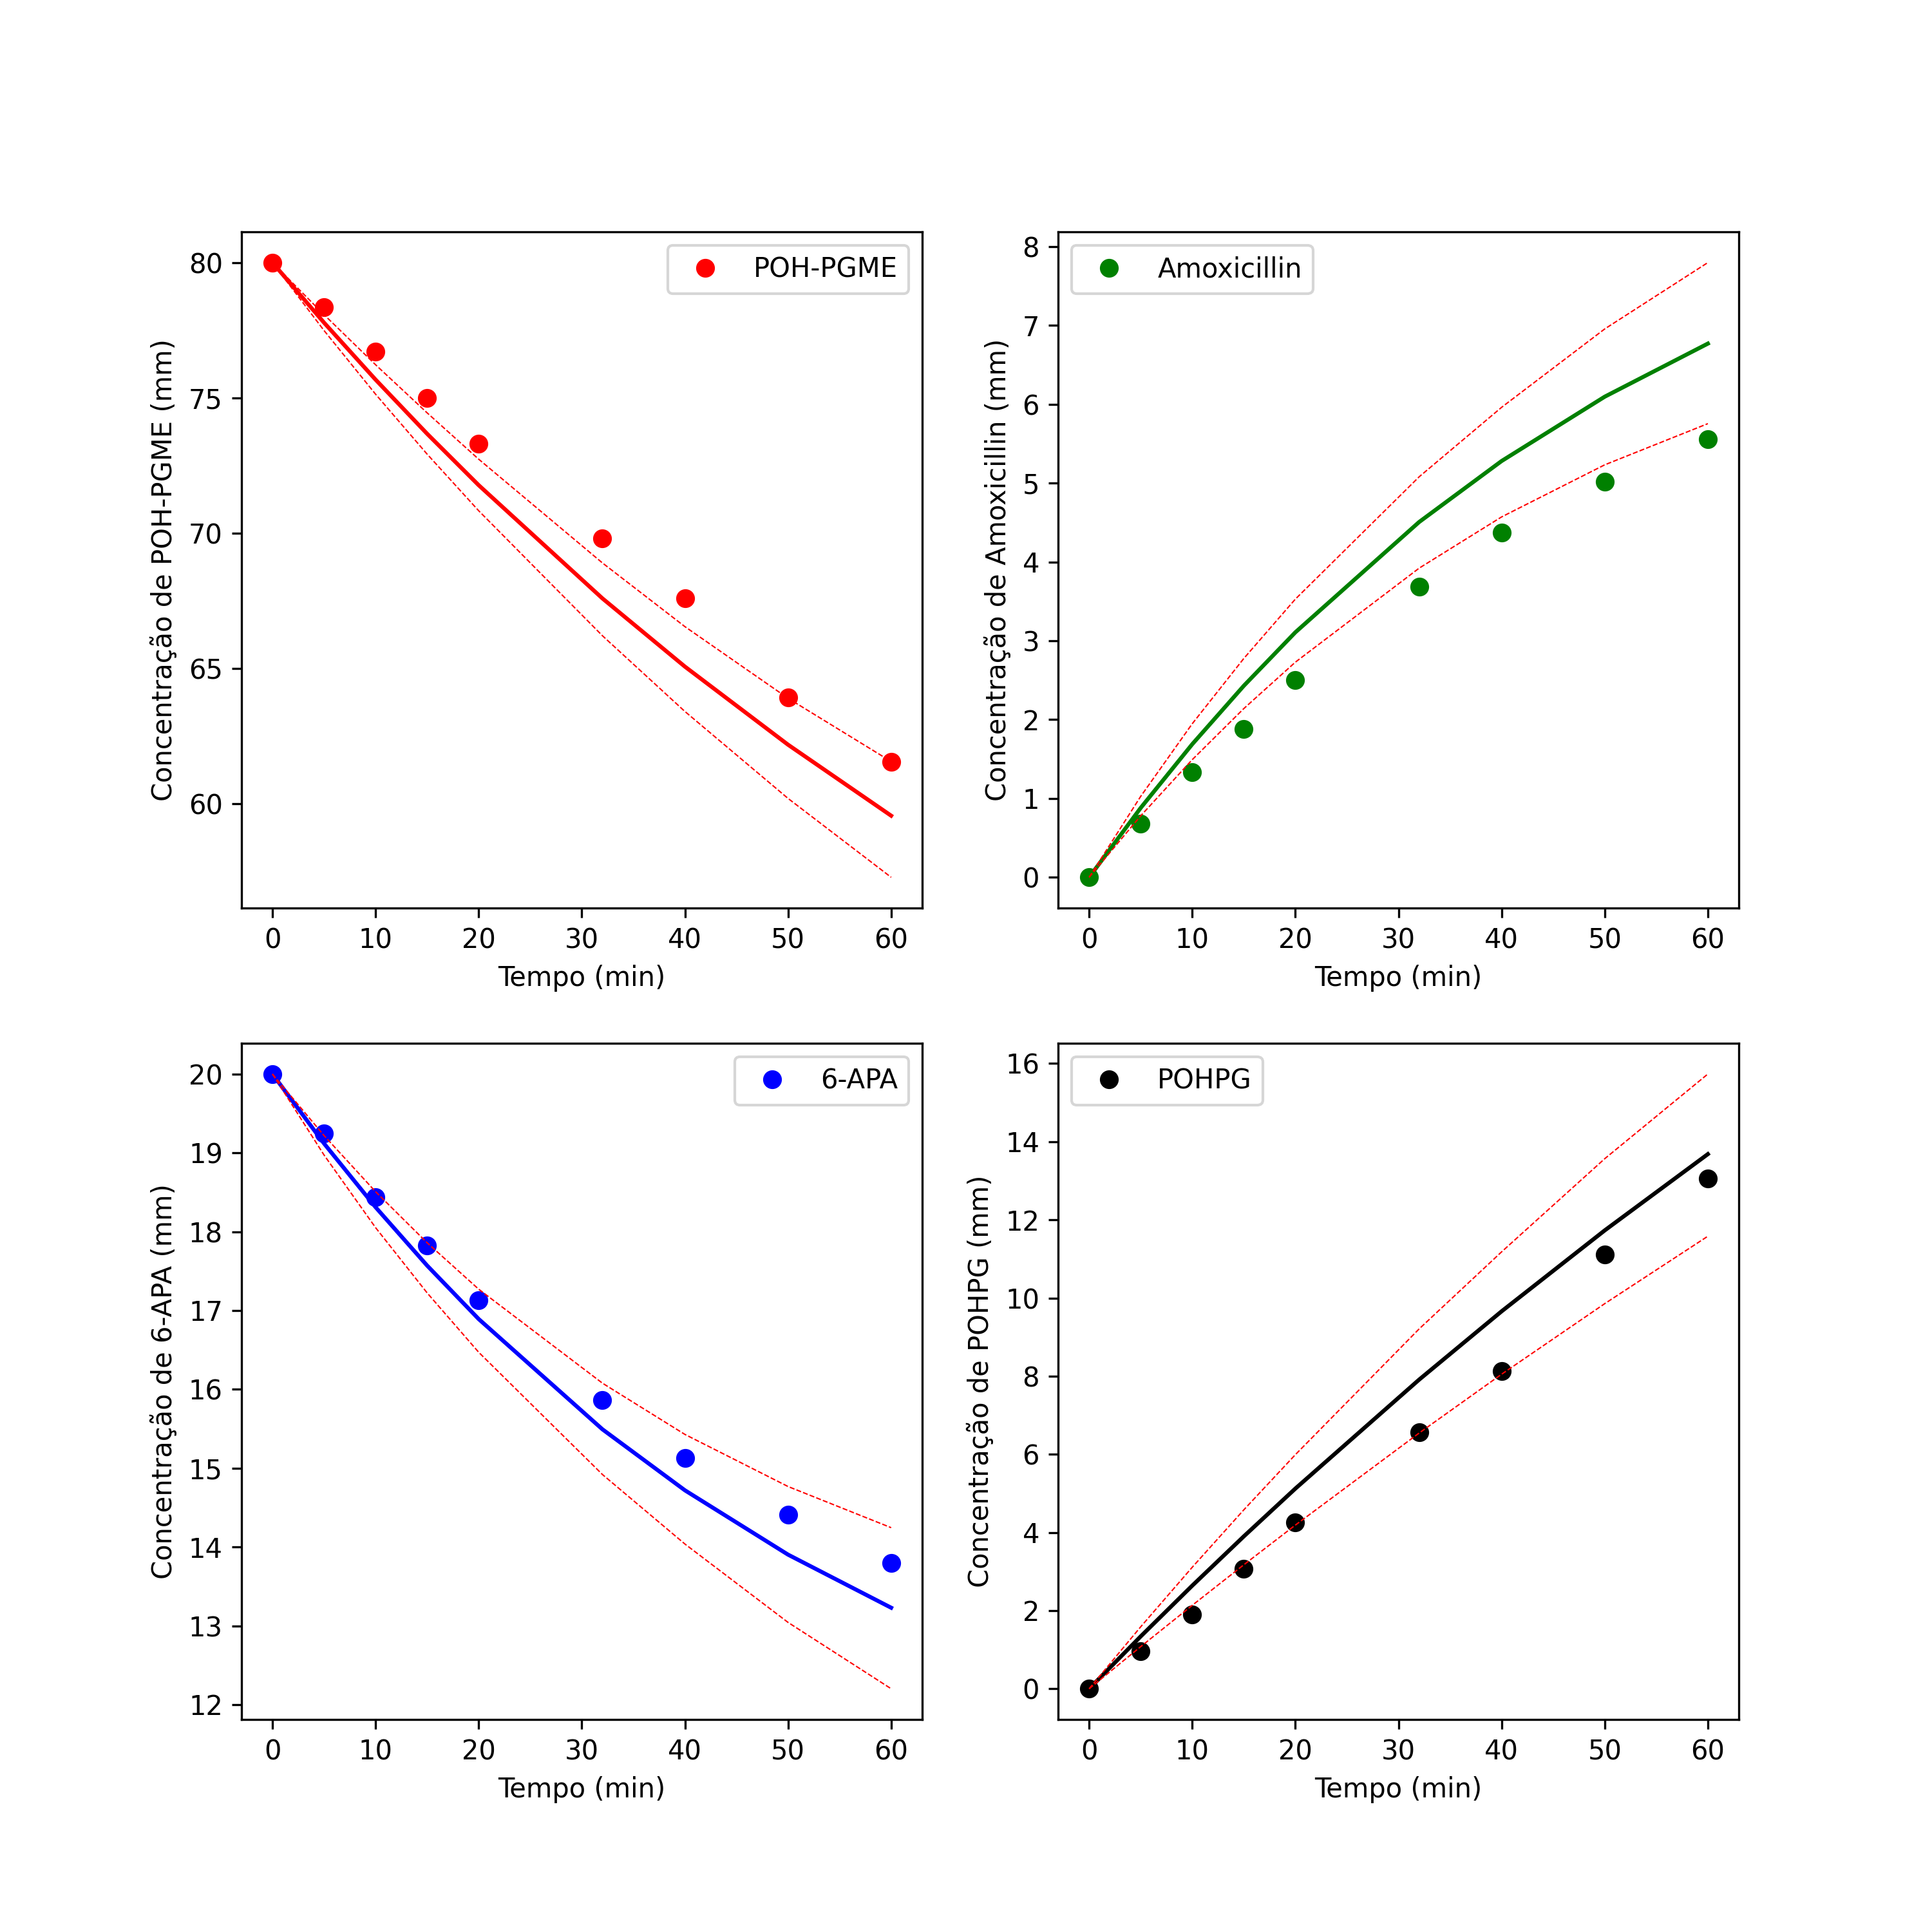 POH-PGME
Concentração de POH-PGME (mm)
80
75
70
65
60
0 10 20 30 40 50 60
Tempo (min)
Amoxicillin
Concentração de Amoxicillin (mm)
8
7
6
5
4
3
2
1
0
0 10 20 30 40 50 60
Tempo (min)
6-APA
Concentração de 6-APA (mm)
20
19
18
17
16
15
14
13
12
0 10 20 30 40 50 60
Tempo (min)
POHPG
Concentração de POHPG (mm)
16
14
12
10
8
6
4
2
0
0 10 20 30 40 50 60
Tempo (min)